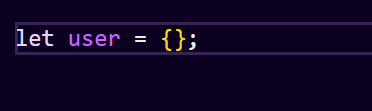 let user = {};